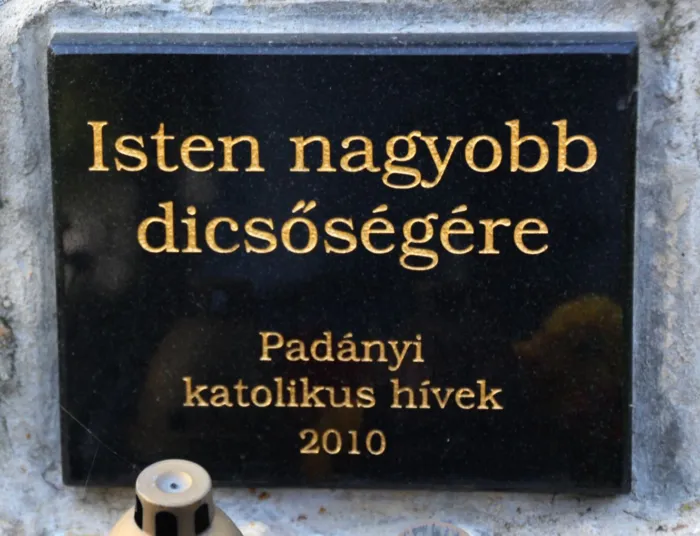 Isten nagyobb
dicsőségére
Padányi
katolikus hívek
2010